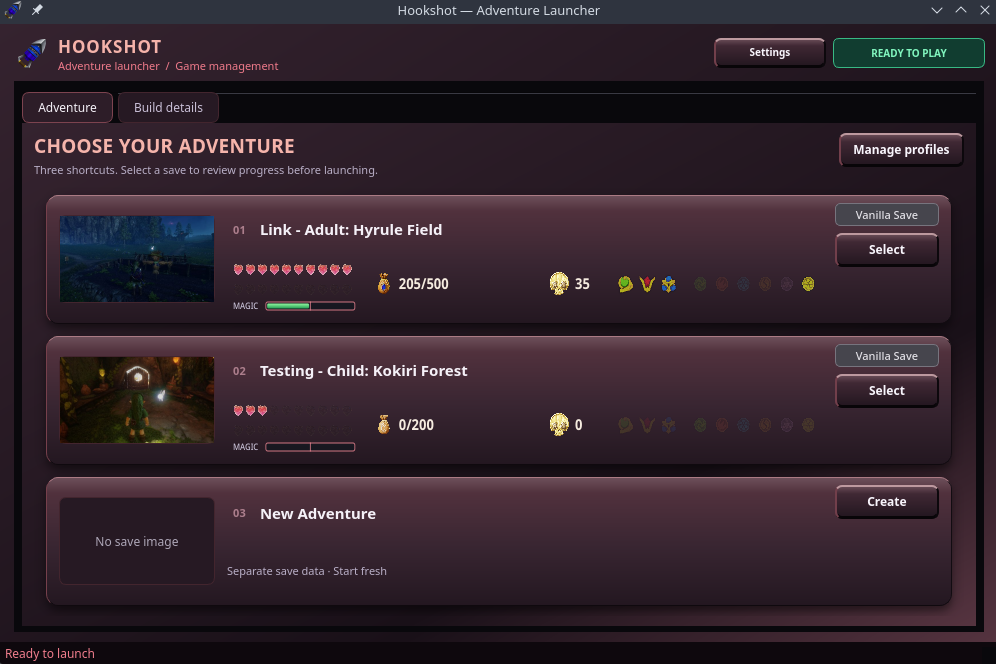 Hookshot — Adventure Launcher
HOOKSHOT
Adventure launcher / Game management
Settings
READY TO PLAY
Adventure
Build details
CHOOSE YOUR ADVENTURE
Three shortcuts. Select a save to review progress before launching.
Manage profiles
01 Link - Adult: Hyrule Field
Vanilla Save
Select
205/500
35
MAGIC
02 Testing - Child: Kokiri Forest
Vanilla Save
Select
0/200
0
MAGIC
No save image
03 New Adventure
Create
Separate save data · Start fresh
Ready to launch